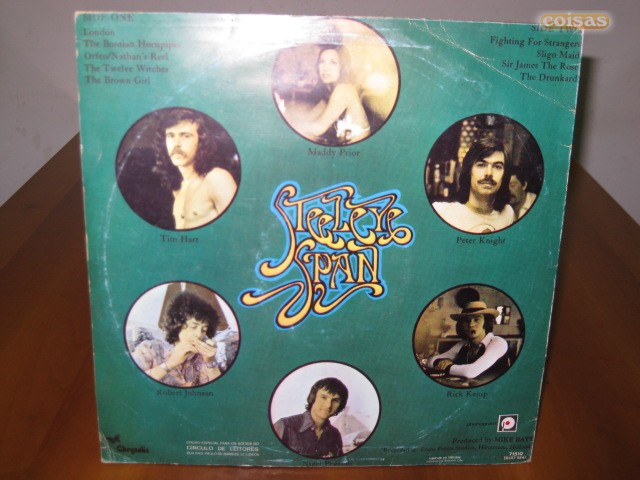 coisas
SIDE ONE
London
The Bosnian Hornpipes
Orfeo/Nathan's Reel
The Twelve Witches
The Brown Girl
SIDE TWO
Fighting For Strangers
Sligo Maid
Sir James The Rose
The Drunkard
Maddy Prior
Tim Hart
Peter Knight
STEELEYE
SPAN
Robert Johnson
Rick Kemp
Chrysalis
CIRCULO DE LEITORES
Produced by MIKE BATT